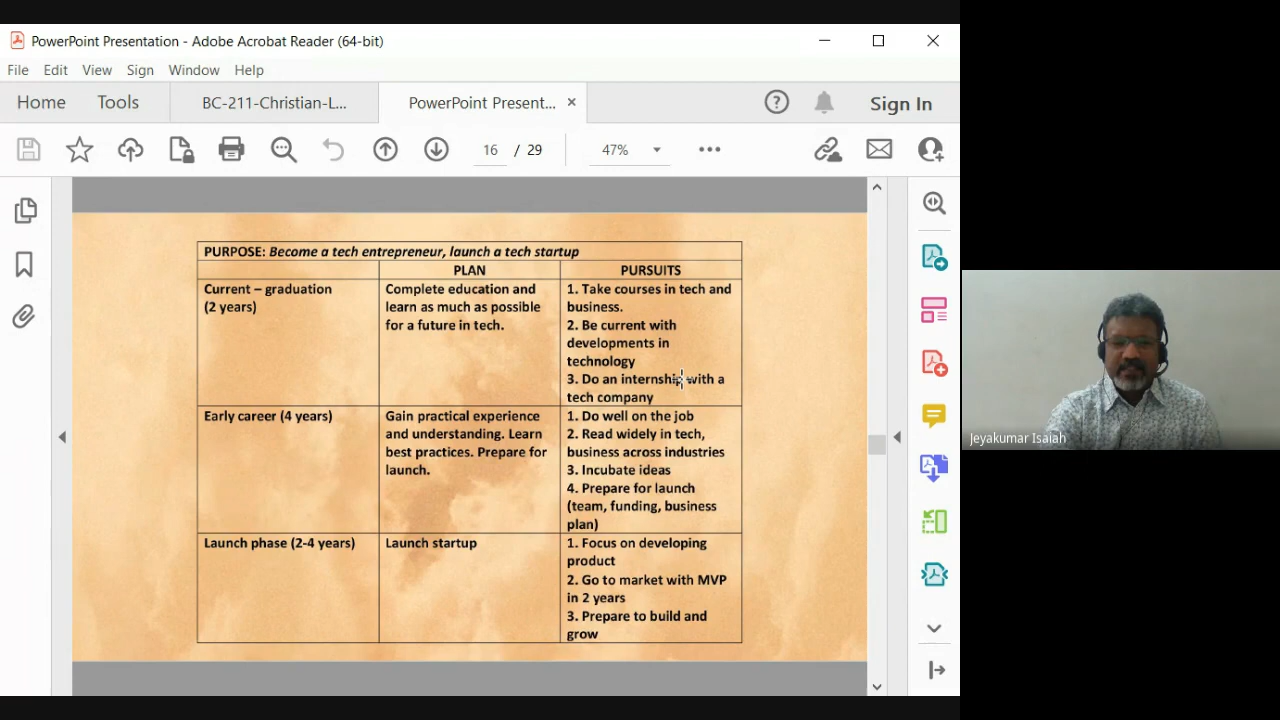 PowerPoint Presentation - Adobe Acrobat Reader (64-bit)
File Edit View Sign Window Help
Home Tools BC-211-Christian-L... PowerPoint Present... × Sign In
16 / 29 47%
PURPOSE: Become a tech entrepreneur, launch a tech startup
PLAN PURSUITS
Current – graduation
(2 years)
Complete education and
learn as much as possible
for a future in tech.
1. Take courses in tech and
business.
2. Be current with
developments in
technology
3. Do an internship with a
tech company
Early career (4 years)
Gain practical experience
and understanding. Learn
best practices. Prepare for
launch.
1. Do well on the job
2. Read widely in tech,
business across industries
3. Incubate ideas
4. Prepare for launch
(team, funding, business
plan)
Launch phase (2-4 years)
Launch startup
1. Focus on developing
product
2. Go to market with MVP
in 2 years
3. Prepare to build and
grow
Jeyakumar Isaiah